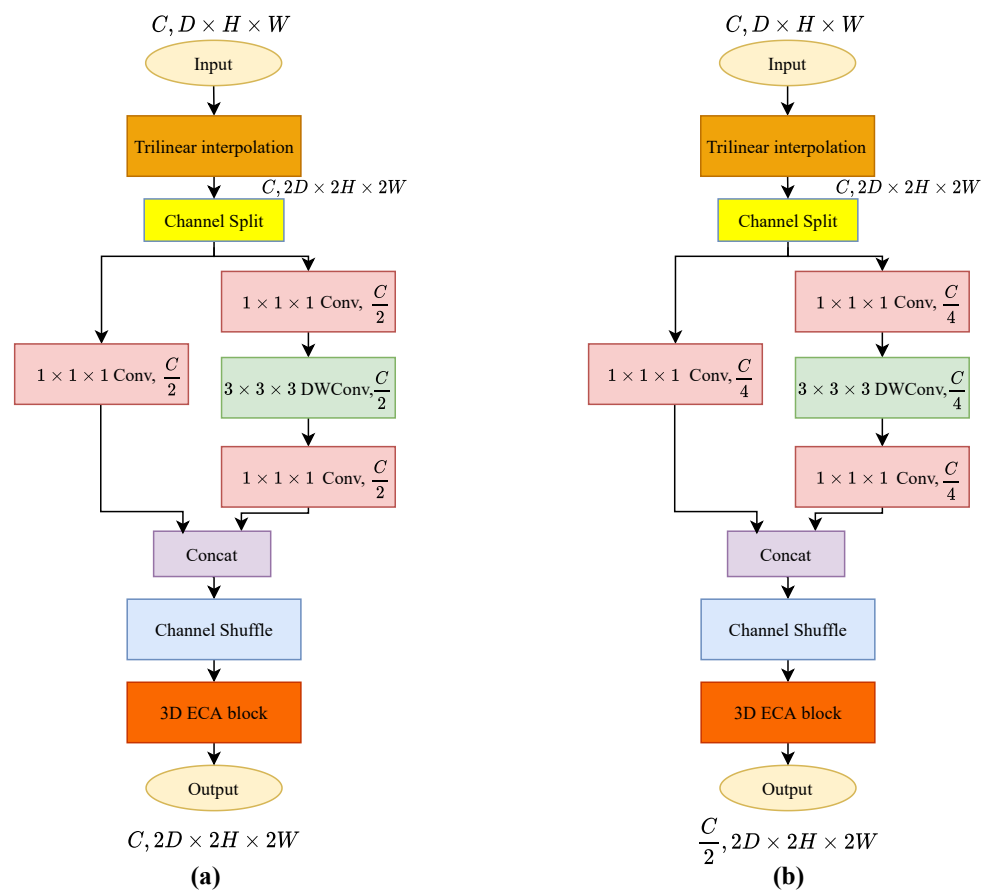 C, D × H × W
Input
Trilinear interpolation
C, 2D × 2H × 2W
Channel Split
1 × 1 × 1 Conv, C/2
1 × 1 × 1 Conv, C/2
3 × 3 × 3 DWConv, C/2
1 × 1 × 1 Conv, C/2
Concat
Channel Shuffle
3D ECA block
Output
C, 2D × 2H × 2W
(a)
C, D × H × W
Input
Trilinear interpolation
C, 2D × 2H × 2W
Channel Split
1 × 1 × 1 Conv, C/4
1 × 1 × 1 Conv, C/4
3 × 3 × 3 DWConv, C/4
1 × 1 × 1 Conv, C/4
Concat
Channel Shuffle
3D ECA block
Output
C/2, 2D × 2H × 2W
(b)